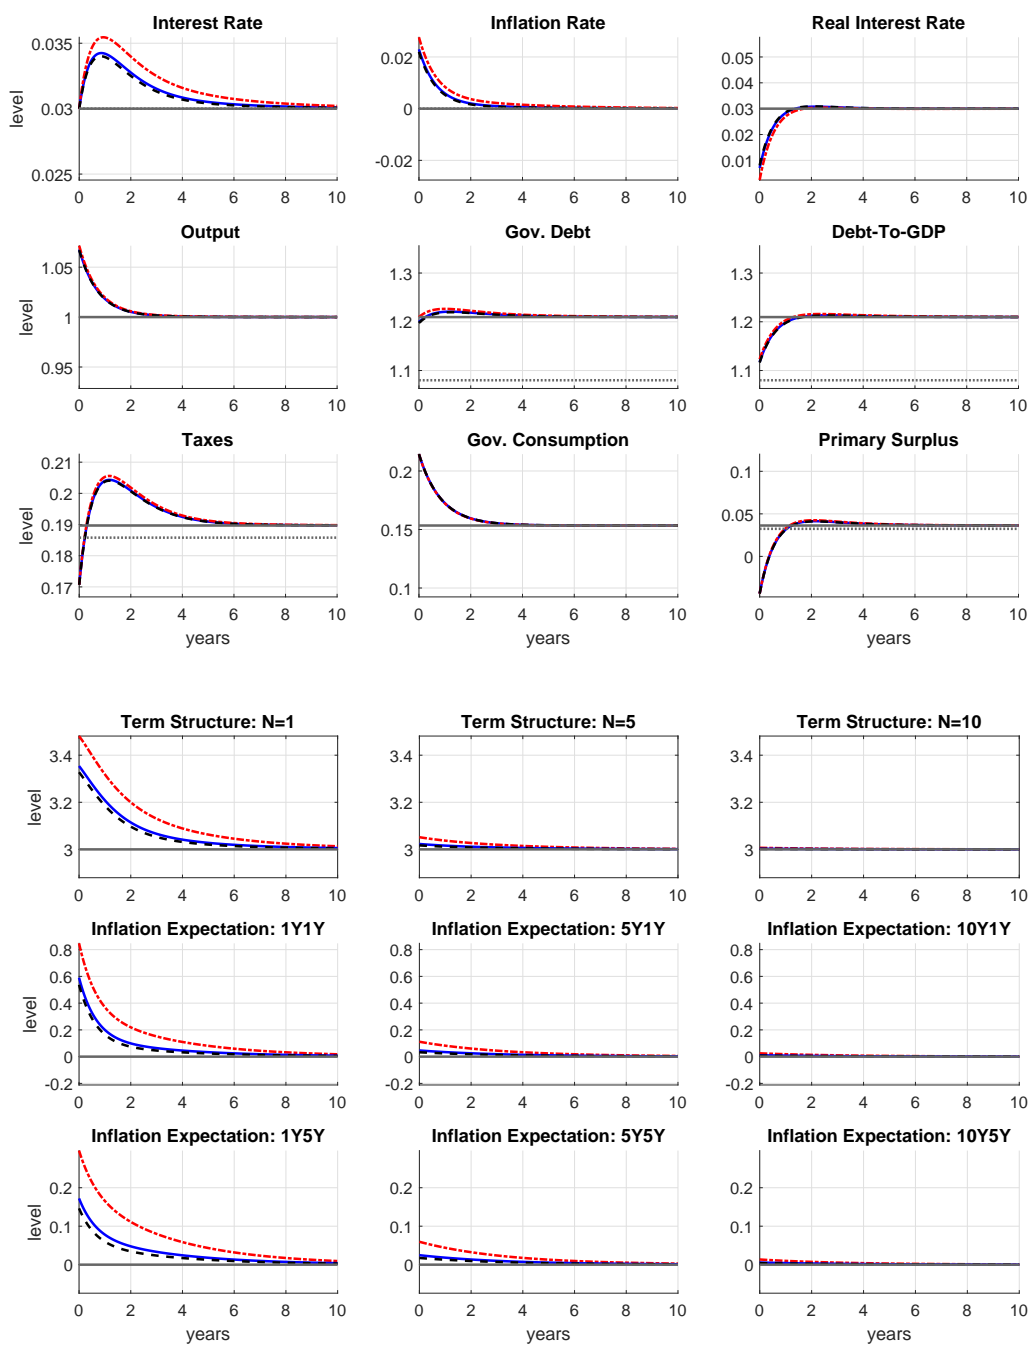 Interest Rate
Inflation Rate
Real Interest Rate
level
0.035
0.03
0.025
0 2 4 6 8 10
0.02
0
-0.02
0 2 4 6 8 10
0.05
0.04
0.03
0.02
0.01
0 2 4 6 8 10
Output
Gov. Debt
Debt-To-GDP
level
1.05
1
0.95
0 2 4 6 8 10
1.3
1.2
1.1
0 2 4 6 8 10
1.3
1.2
1.1
0 2 4 6 8 10
Taxes
Gov. Consumption
Primary Surplus
level
0.21
0.2
0.19
0.18
0.17
0 2 4 6 8 10
years
0.2
0.15
0.1
0 2 4 6 8 10
years
0.1
0.05
0
0 2 4 6 8 10
years
Term Structure: N=1
Term Structure: N=5
Term Structure: N=10
level
3.4
3.2
3
0 2 4 6 8 10
3.4
3.2
3
0 2 4 6 8 10
3.4
3.2
3
0 2 4 6 8 10
Inflation Expectation: 1Y1Y
Inflation Expectation: 5Y1Y
Inflation Expectation: 10Y1Y
level
0.8
0.6
0.4
0.2
0
-0.2
0 2 4 6 8 10
0.8
0.6
0.4
0.2
0
-0.2
0 2 4 6 8 10
0.8
0.6
0.4
0.2
0
-0.2
0 2 4 6 8 10
Inflation Expectation: 1Y5Y
Inflation Expectation: 5Y5Y
Inflation Expectation: 10Y5Y
level
0.2
0.1
0
0 2 4 6 8 10
years
0.2
0.1
0
0 2 4 6 8 10
years
0.2
0.1
0
0 2 4 6 8 10
years